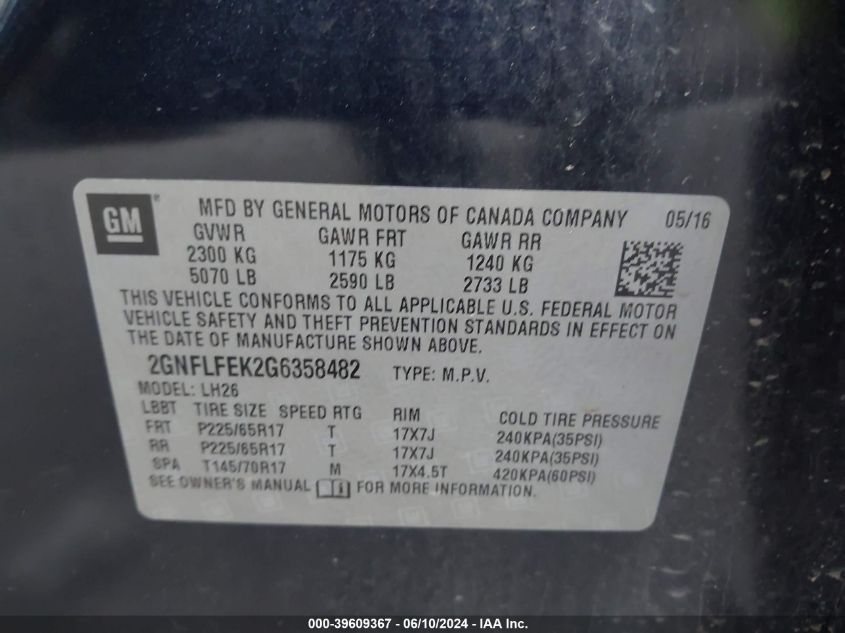 GM ®
MFD BY GENERAL MOTORS OF CANADA COMPANY 05/16
GVWR GAWR FRT GAWR RR
2300 KG 1175 KG 1240 KG
5070 LB 2590 LB 2733 LB
THIS VEHICLE CONFORMS TO ALL APPLICABLE U.S. FEDERAL MOTOR
VEHICLE SAFETY AND THEFT PREVENTION STANDARDS IN EFFECT ON
THE DATE OF MANUFACTURE SHOWN ABOVE.
2GNFLFEK2G6358482 TYPE: M.P.V.
MODEL: LH26
LBBT TIRE SIZE SPEED RTG RIM COLD TIRE PRESSURE
FRT P225/65R17 T 17X7J 240KPA(35PSI)
RR P225/65R17 T 17X7J 240KPA(35PSI)
SPA T145/70R17 M 17X4.5T 420KPA(60PSI)
SEE OWNER'S MANUAL FOR MORE INFORMATION.
000-39609367 - 06/10/2024 - IAA Inc.